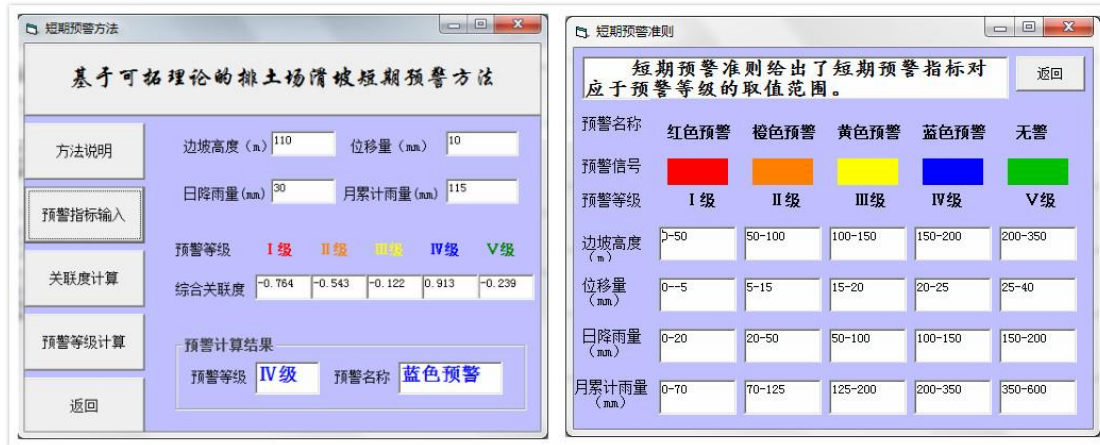 短期预警方法
基于可拓理论的排土场滑坡短期预警方法
方法说明
预警指标输入
关联度计算
预警等级计算
返回
边坡高度(m) 110 位移量(mm) 10
日降雨量(mm) 30 月累计雨量(mm) 115
预警等级 I级 II级 III级 IV级 V级
综合关联度 -0.764 -0.543 -0.122 0.913 -0.239
预警计算结果
预警等级 IV级 预警名称 蓝色预警
短期预警准则
短期预警准则给出了短期预警指标对
应于预警等级的取值范围。
返回
预警名称 红色预警 橙色预警 黄色预警 蓝色预警 无警
预警信号
预警等级 I级 II级 III级 IV级 V级
边坡高度 0-50 50-100 100-150 150-200 200-350
(m)
位移量 0--5 5-15 15-20 20-25 25-40
(mm)
日降雨量 0-20 20-50 50-100 100-150 150-200
(mm)
月累计雨量 0-70 70-125 125-200 200-350 350-600
(mm)